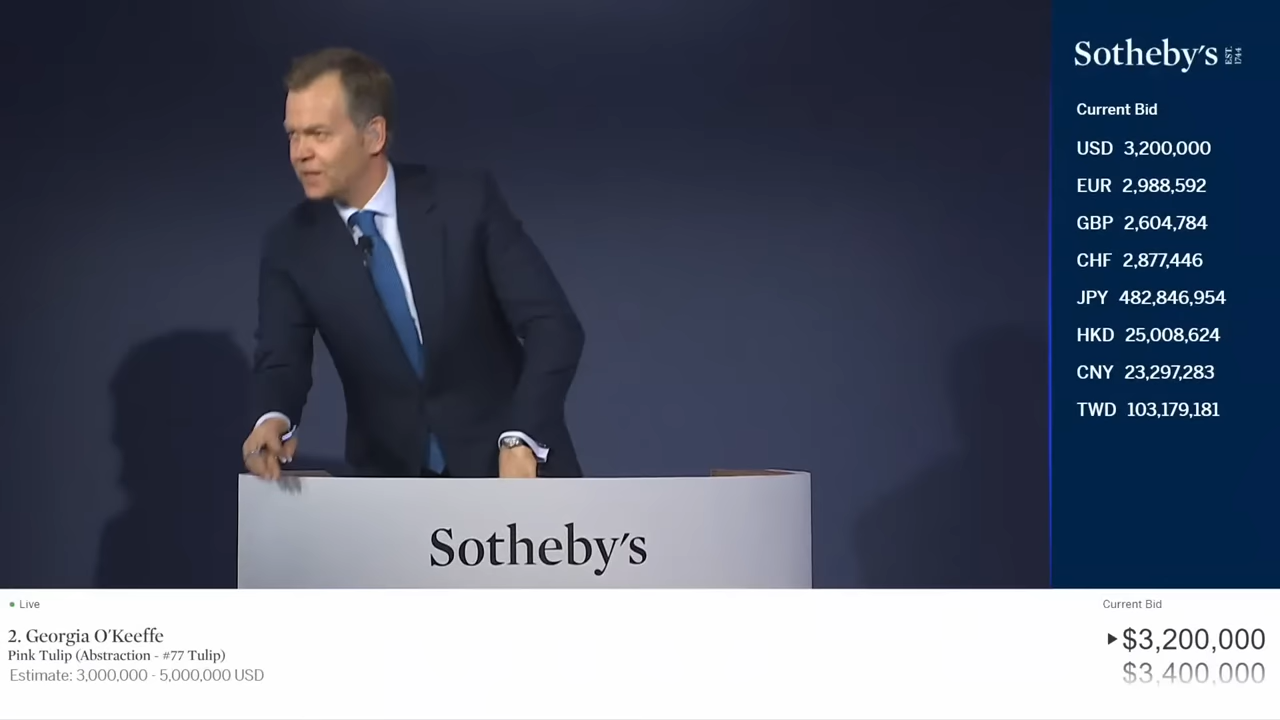 Sotheby's EST. 1744
Current Bid
USD 3,200,000
EUR 2,988,592
GBP 2,604,784
CHF 2,877,446
JPY 482,846,954
HKD 25,008,624
CNY 23,297,283
TWD 103,179,181
Sotheby's
Live
2. Georgia O'Keeffe
Pink Tulip (Abstraction - #77 Tulip)
Estimate: 3,000,000 - 5,000,000 USD
Current Bid
$3,200,000
$3,400,000